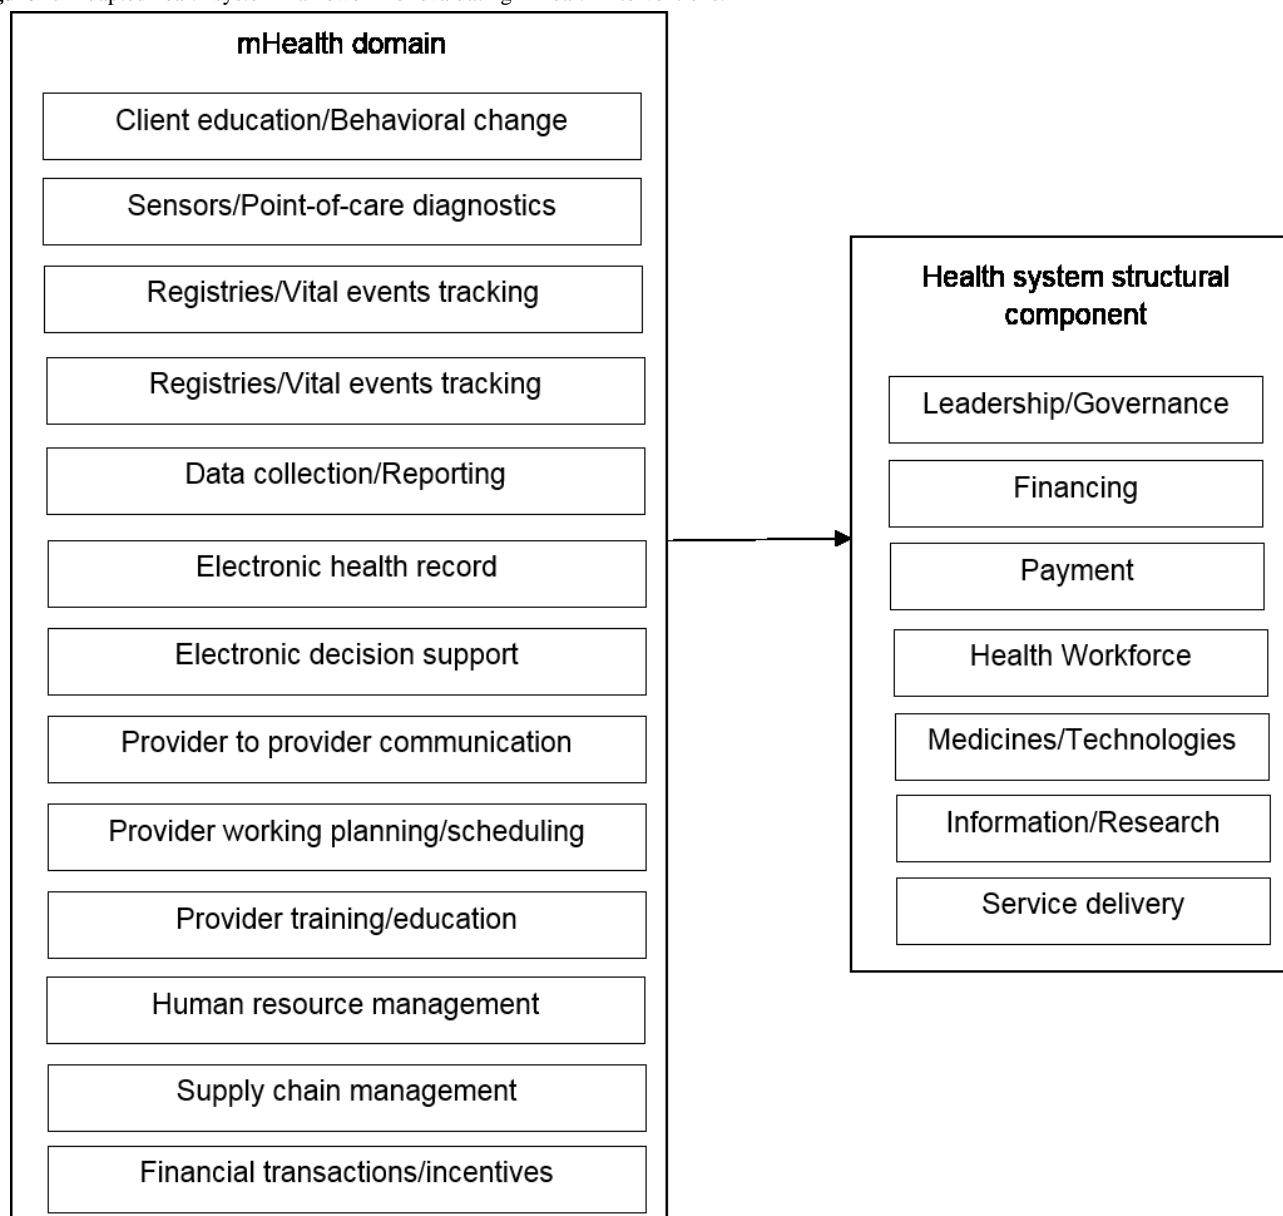 mHealth domain
Client education/Behavioral change
Sensors/Point-of-care diagnostics
Registries/Vital events tracking
Registries/Vital events tracking
Data collection/Reporting
Electronic health record
Electronic decision support
Provider to provider communication
Provider working planning/scheduling
Provider training/education
Human resource management
Supply chain management
Financial transactions/incentives
Health system structural
component
Leadership/Governance
Financing
Payment
Health Workforce
Medicines/Technologies
Information/Research
Service delivery